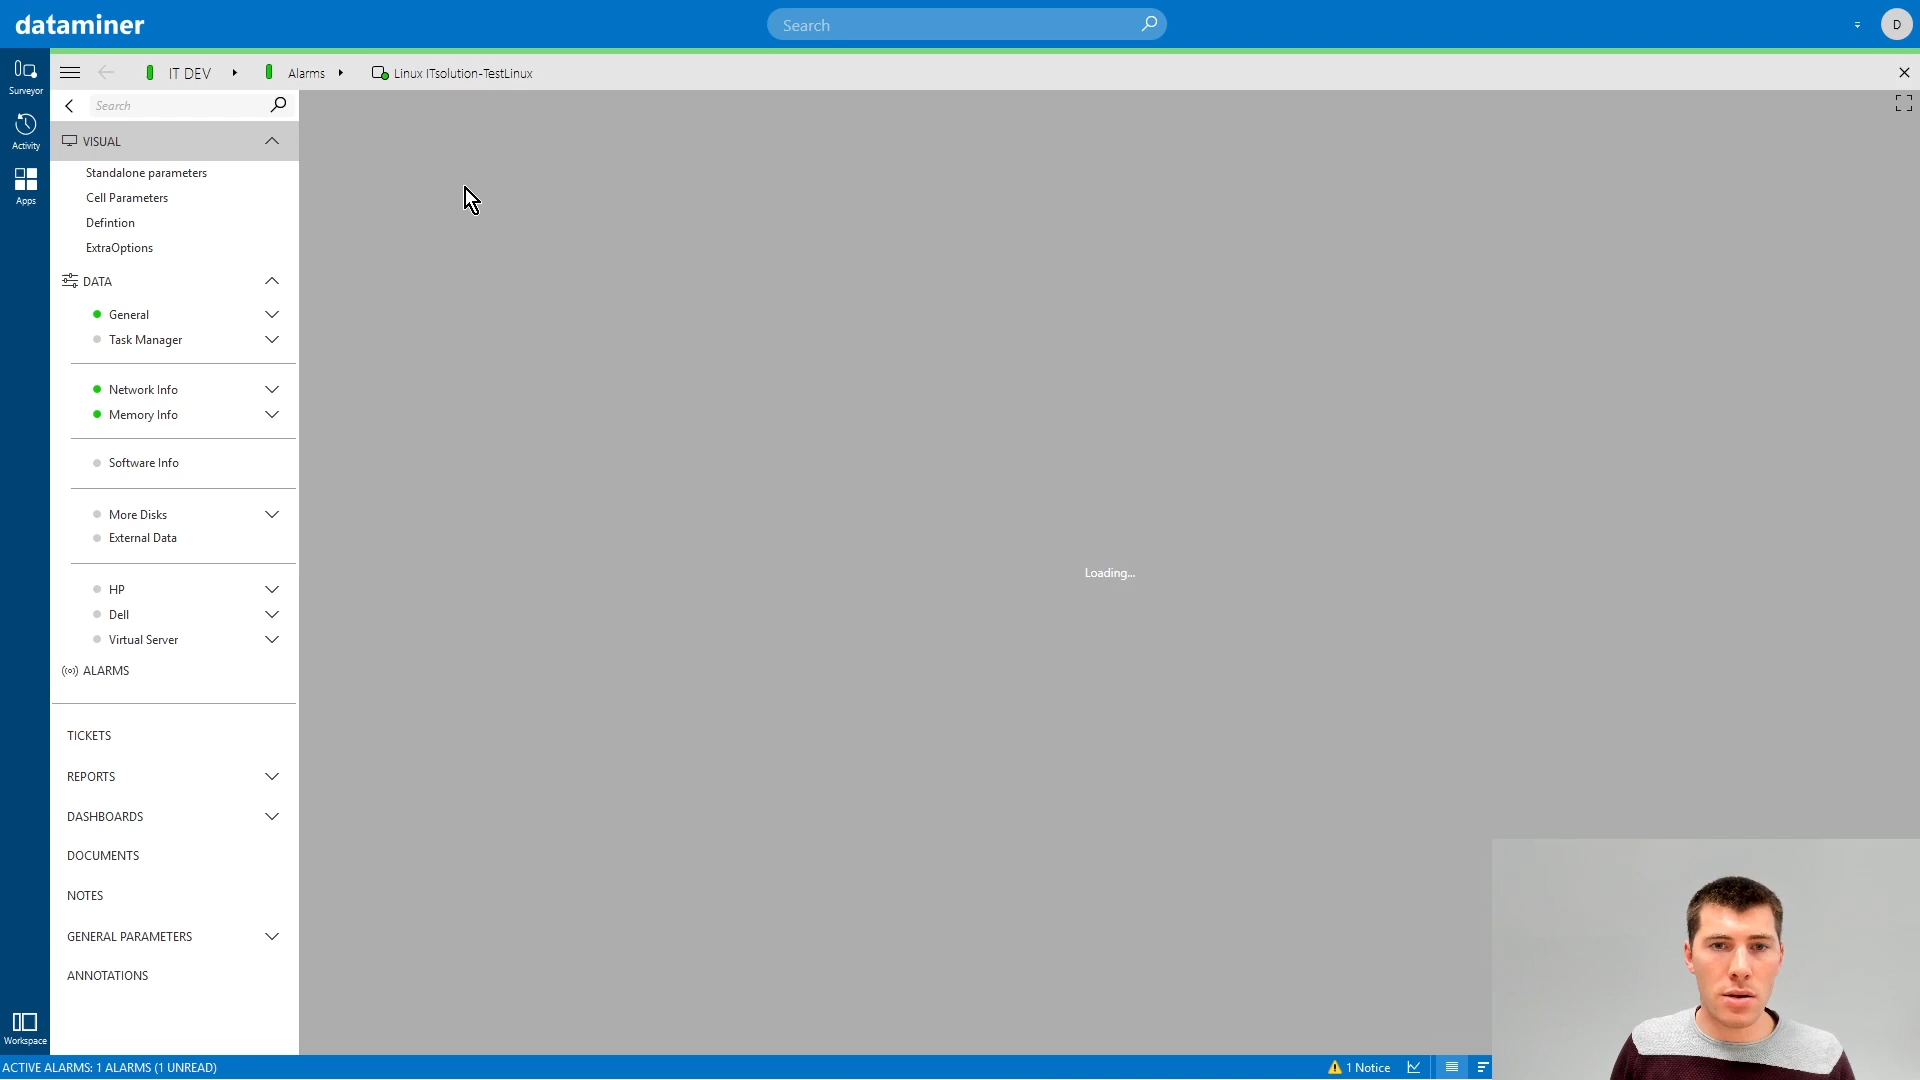 dataminer
Search
D
Surveyor
Activity
Apps
Workspace
IT DEV
Alarms
Linux ITsolution-TestLinux
Search
VISUAL
Standalone parameters
Cell Parameters
Defintion
ExtraOptions
DATA
General
Task Manager
Network Info
Memory Info
Software Info
More Disks
External Data
HP
Dell
Virtual Server
ALARMS
TICKETS
REPORTS
DASHBOARDS
DOCUMENTS
NOTES
GENERAL PARAMETERS
ANNOTATIONS
Loading...
ACTIVE ALARMS: 1 ALARMS (1 UNREAD)
1 Notice